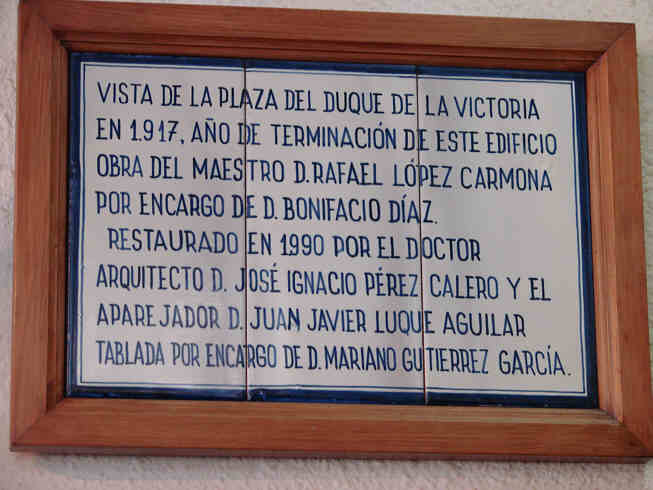 VISTA DE LA PLAZA DEL DUQUE DE LA VICTORIA
EN 1.917, AÑO DE TERMINACIÓN DE ESTE EDIFICIO
OBRA DEL MAESTRO D. RAFAEL LÓPEZ CARMONA
POR ENCARGO DE D. BONIFACIO DÍAZ.
RESTAURADO EN 1.990 POR EL DOCTOR
ARQUITECTO D. JOSÉ IGNACIO PÉREZ CALERO Y EL
APAREJADOR D. JUAN JAVIER LUQUE AGUILAR
TABLADA POR ENCARGO DE D. MARIANO GUTIERREZ GARCÍA.